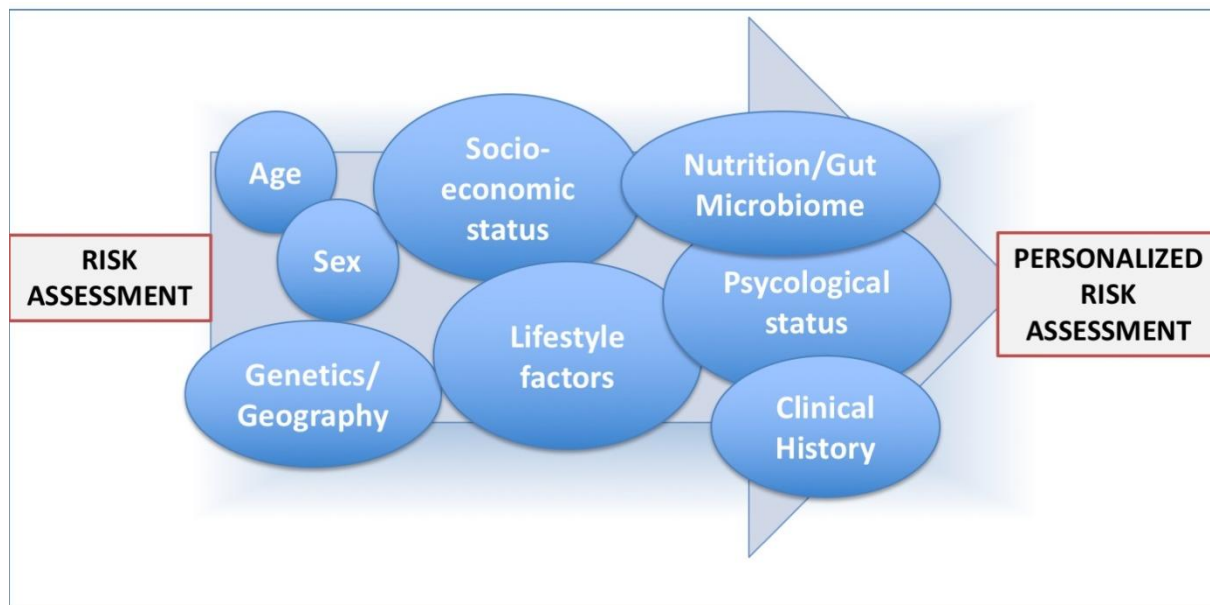 RISK
ASSESSMENT
Age
Sex
Genetics/
Geography
Socio-
economic
status
Lifestyle
factors
Nutrition/Gut
Microbiome
Psycological
status
Clinical
History
PERSONALIZED
RISK
ASSESSMENT